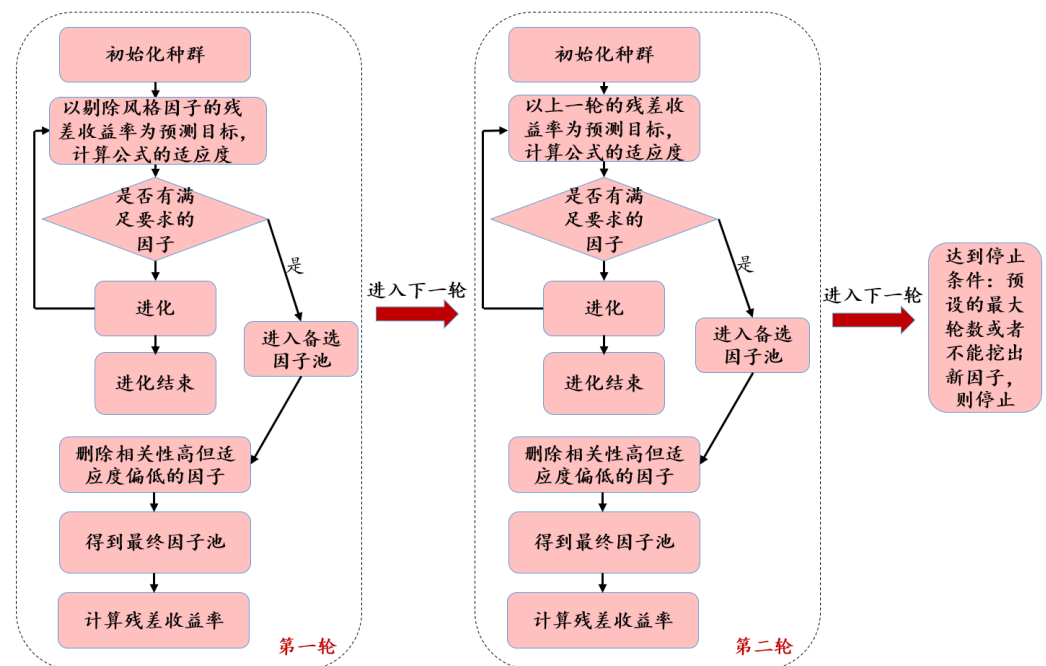 初始化种群
以剔除风格因子的残
差收益率为预测目标，
计算公式的适应度
是否有满
足要求的
因子
是
进化
进入备选
因子池
进化结束
删除相关性高但适
应度偏低的因子
得到最终因子池
计算残差收益率
第一轮
进入下一轮
初始化种群
以上一轮的残差收
益率为预测目标，
计算公式的适应度
是否有满
足要求的
因子
是
进化
进入备选
因子池
进化结束
删除相关性高但适
应度偏低的因子
得到最终因子池
计算残差收益率
第二轮
进入下一轮
达到停止
条件：预
设的最大
轮数或者
不能挖出
新因子，
则停止